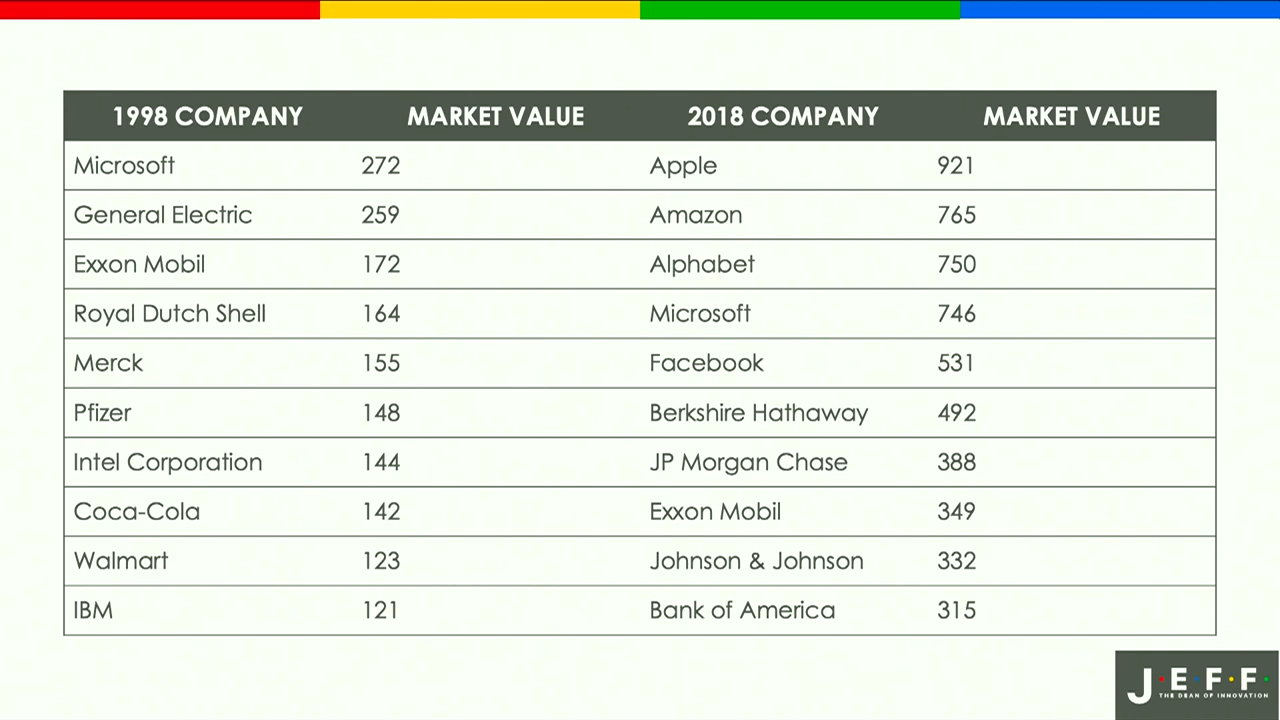 1998 COMPANY MARKET VALUE 2018 COMPANY MARKET VALUE
Microsoft 272 Apple 921
General Electric 259 Amazon 765
Exxon Mobil 172 Alphabet 750
Royal Dutch Shell 164 Microsoft 746
Merck 155 Facebook 531
Pfizer 148 Berkshire Hathaway 492
Intel Corporation 144 JP Morgan Chase 388
Coca-Cola 142 Exxon Mobil 349
Walmart 123 Johnson & Johnson 332
IBM 121 Bank of America 315
J•E•F•F•
THE DEAN OF INNOVATION